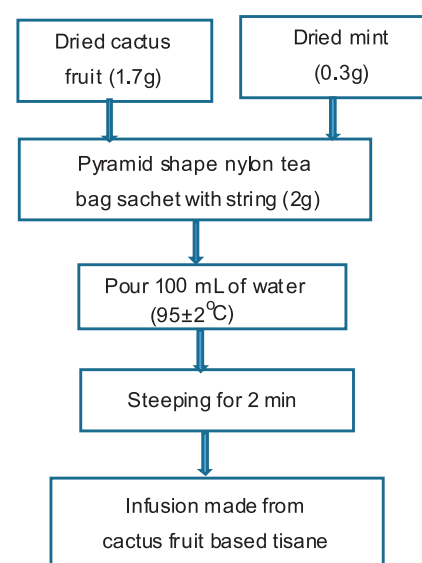 Dried cactus
fruit (1.7g)
Dried mint
(0.3g)
Pyramid shape nylon tea
bag sachet with string (2g)
Pour 100 mL of water
(95±2⁰C)
Steeping for 2 min
Infusion made from
cactus fruit based tisane